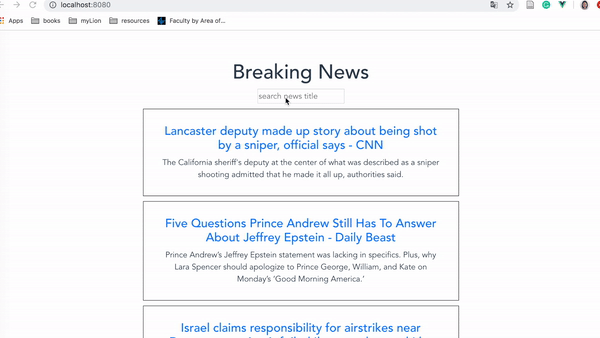 localhost:8080
Apps books myLion resources Faculty by Area of...
Breaking News
search news title
Lancaster deputy made up story about being shot
by a sniper, official says - CNN
The California sheriff's deputy at the center of what was described as a sniper
shooting admitted that he made it all up, authorities said.
Five Questions Prince Andrew Still Has To Answer
About Jeffrey Epstein - Daily Beast
Prince Andrew's Jeffrey Epstein statement was lacking in specifics. Plus, why
Lara Spencer should apologize to Prince George, William, and Kate on
Monday's 'Good Morning America.'
Israel claims responsibility for airstrikes near